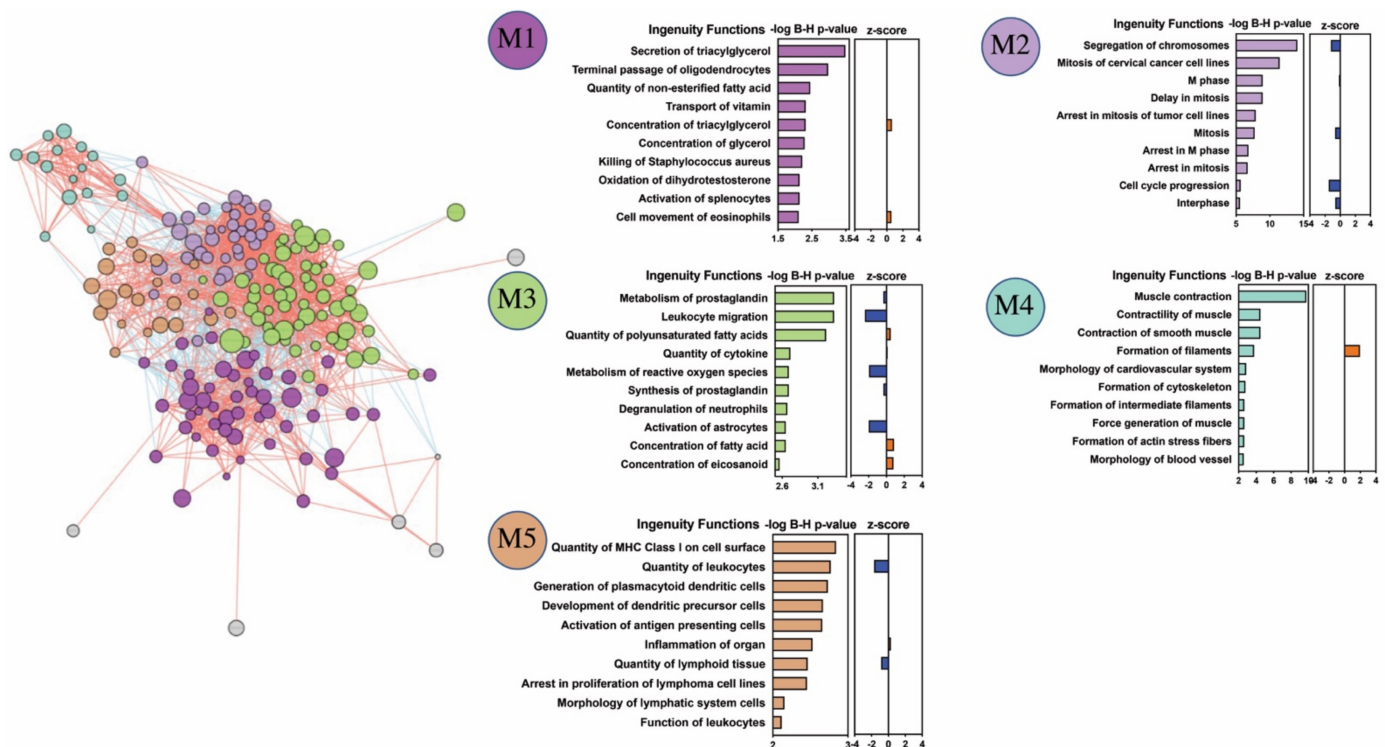 M1
Ingenuity Functions -log B-H p-value z-score
Secretion of triacylglycerol
Terminal passage of oligodendrocytes
Quantity of non-esterified fatty acid
Transport of vitamin
Concentration of triacylglycerol
Concentration of glycerol
Killing of Staphylococcus aureus
Oxidation of dihydrotestosterone
Activation of splenocytes
Cell movement of eosinophils
1.5 2.5 3.5-4 -2 0 2 4
M2
Ingenuity Functions -log B-H p-value z-score
Segregation of chromosomes
Mitosis of cervical cancer cell lines
M phase
Delay in mitosis
Arrest in mitosis of tumor cell lines
Mitosis
Arrest in M phase
Arrest in mitosis
Cell cycle progression
Interphase
5 10 15-4 -2 0 2 4
M3
Ingenuity Functions -log B-H p-value z-score
Metabolism of prostaglandin
Leukocyte migration
Quantity of polyunsaturated fatty acids
Quantity of cytokine
Metabolism of reactive oxygen species
Synthesis of prostaglandin
Degranulation of neutrophils
Activation of astrocytes
Concentration of fatty acid
Concentration of eicosanoid
2.6 3.1 -4 -2 0 2 4
M4
Ingenuity Functions -log B-H p-value z-score
Muscle contraction
Contractility of muscle
Contraction of smooth muscle
Formation of filaments
Morphology of cardiovascular system
Formation of cytoskeleton
Formation of intermediate filaments
Force generation of muscle
Formation of actin stress fibers
Morphology of blood vessel
2 4 6 8 10-4 -2 0 2 4
M5
Ingenuity Functions -log B-H p-value z-score
Quantity of MHC Class I on cell surface
Quantity of leukocytes
Generation of plasmacytoid dendritic cells
Development of dendritic precursor cells
Activation of antigen presenting cells
Inflammation of organ
Quantity of lymphoid tissue
Arrest in proliferation of lymphoma cell lines
Morphology of lymphatic system cells
Function of leukocytes
2 3-4 -2 0 2 4